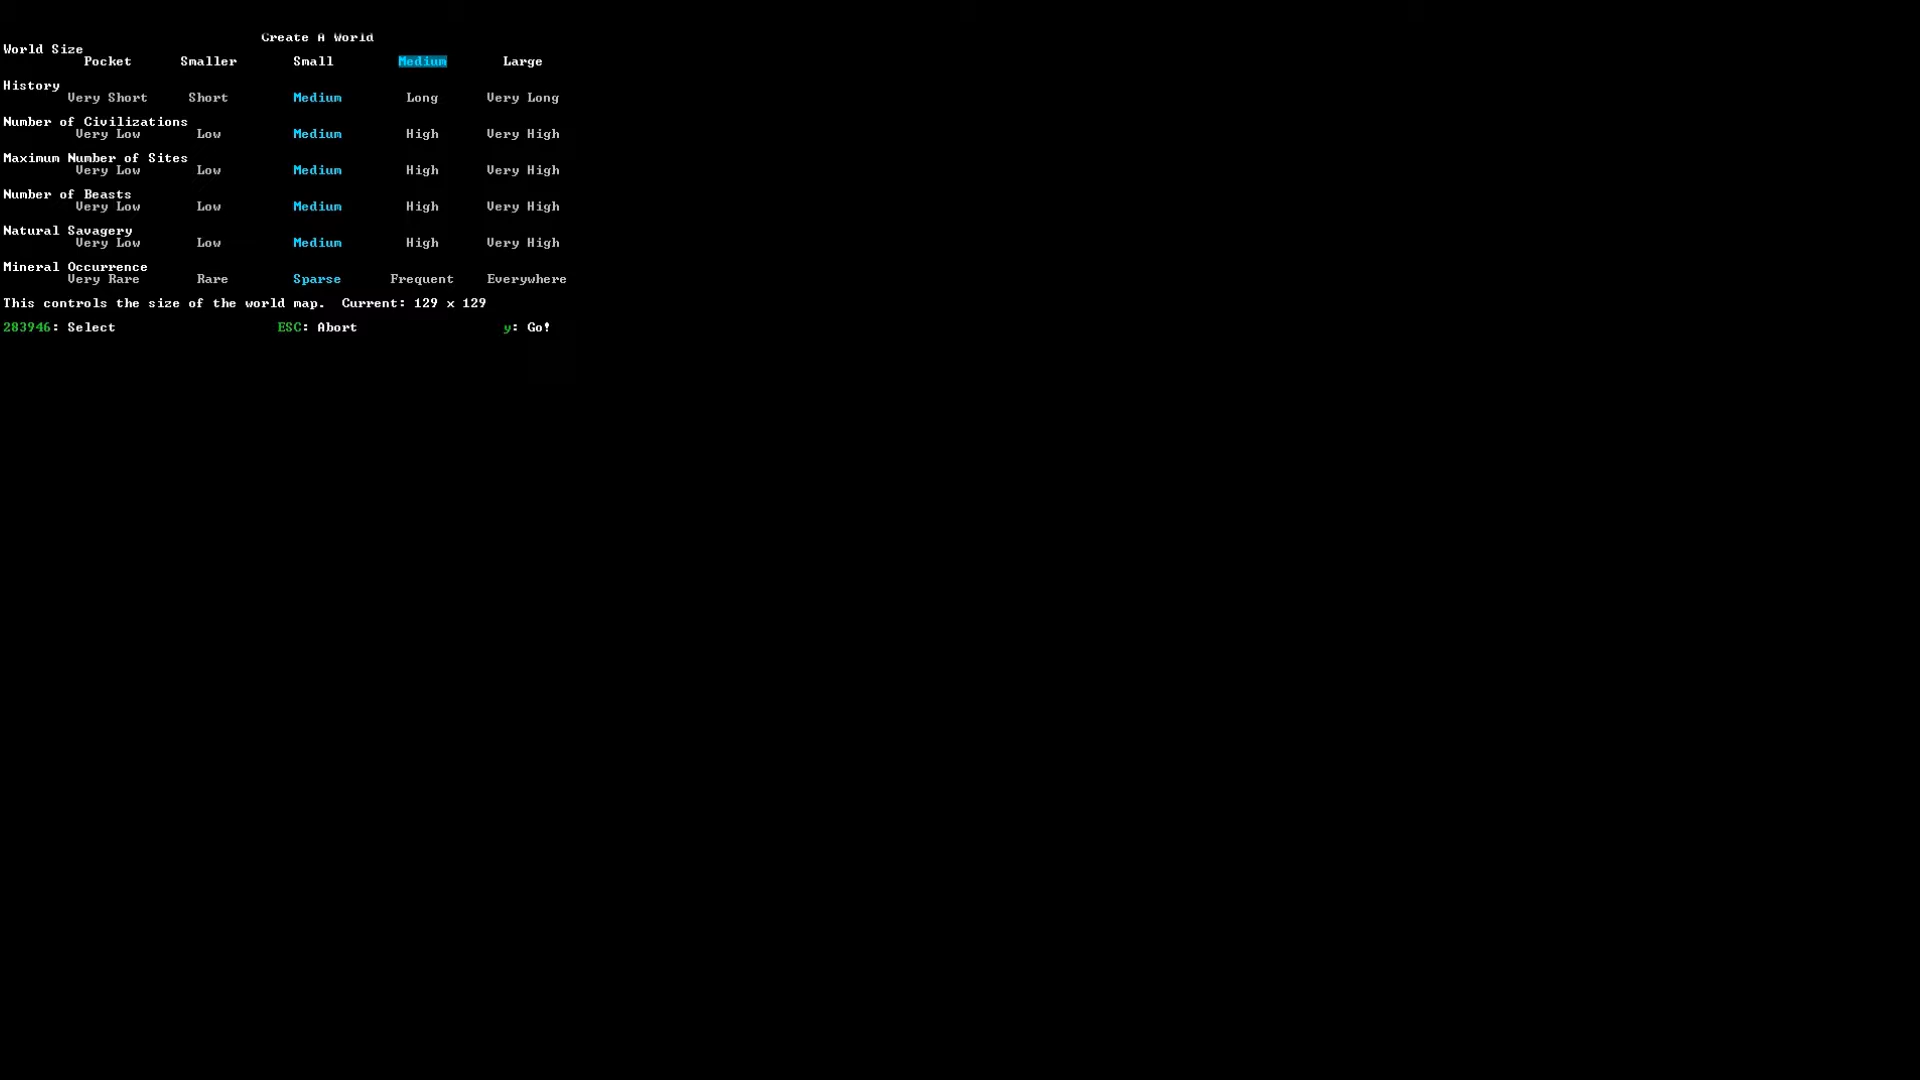 Create A World
World Size
Pocket Smaller Small Medium Large
History
Very Short Short Medium Long Very Long
Number of Civilizations
Very Low Low Medium High Very High
Maximum Number of Sites
Very Low Low Medium High Very High
Number of Beasts
Very Low Low Medium High Very High
Natural Savagery
Very Low Low Medium High Very High
Mineral Occurrence
Very Rare Rare Sparse Frequent Everywhere
This controls the size of the world map. Current: 129 x 129
283946: Select ESC: Abort y: Go!